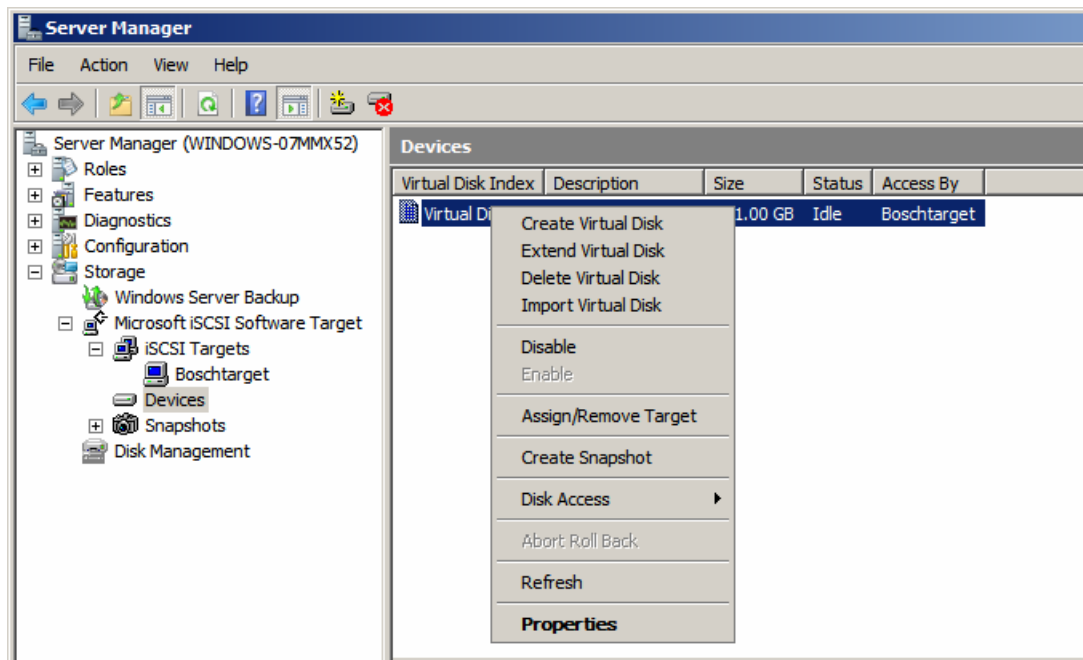 Server Manager
File Action View Help
Server Manager (WINDOWS-07MMX52)
Roles
Features
Diagnostics
Configuration
Storage
Windows Server Backup
Microsoft iSCSI Software Target
iSCSI Targets
Boschtarget
Devices
Snapshots
Disk Management
Devices
Virtual Disk Index Description Size Status Access By
Virtual 1.00 GB Idle Boschtarget
Create Virtual Disk
Extend Virtual Disk
Delete Virtual Disk
Import Virtual Disk
Disable
Enable
Assign/Remove Target
Create Snapshot
Disk Access
Abort Roll Back
Refresh
Properties